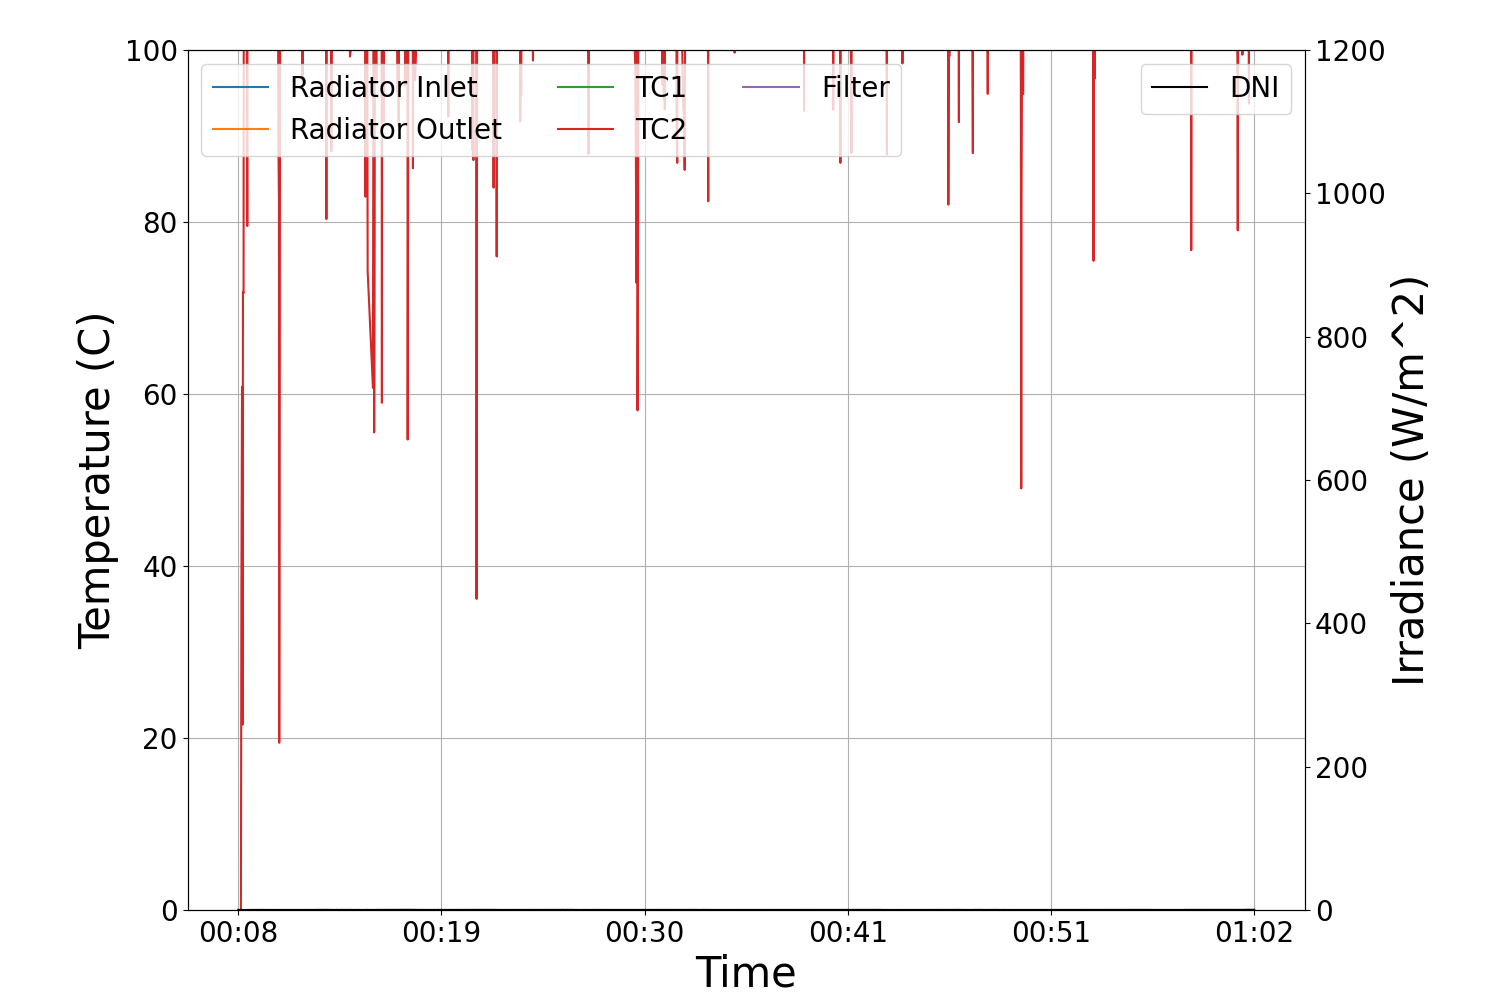 100
80
60
40
20
0
Temperature (C)
Radiator Inlet
Radiator Outlet
TC1
TC2
Filter
DNI
1200
1000
800
600
400
200
0
Irradiance (W/m^2)
00:08 00:19 00:30 00:41 00:51 01:02
Time